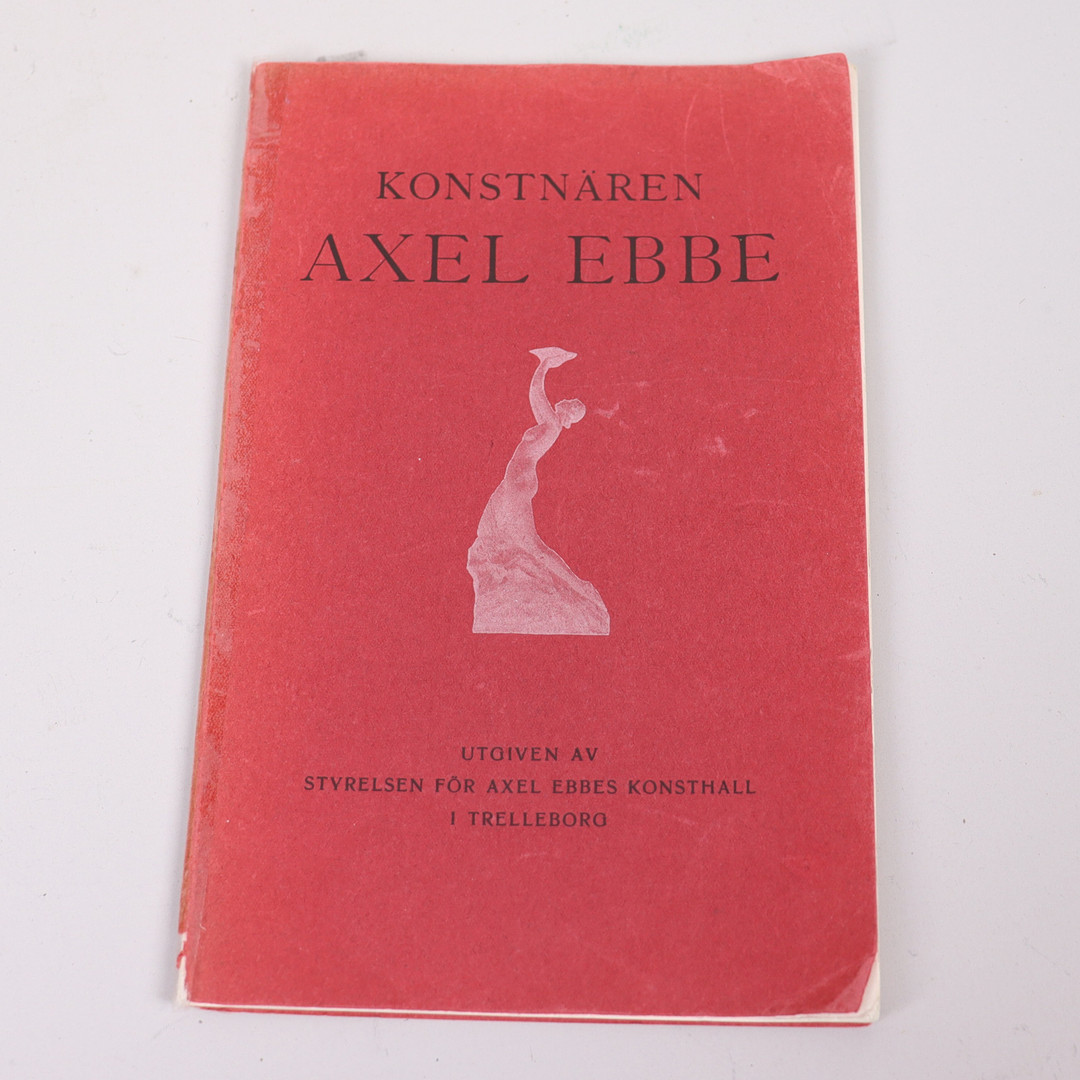 KONSTNÄREN
AXEL EBBE
UTGIVEN AV
STYRELSEN FÖR AXEL EBBES KONSTHALL
I TRELLEBORG